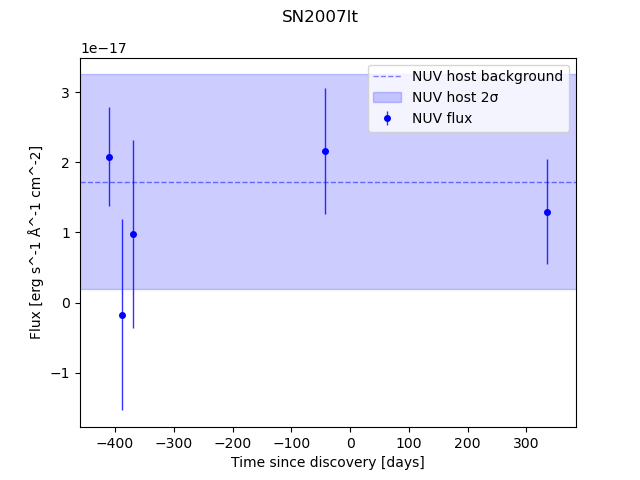 SN2007lt
1e−17
NUV host background
NUV host 2σ
NUV flux
3
2
1
0
−1
Flux [erg s^-1 Å^-1 cm^-2]
−400 −300 −200 −100 0 100 200 300
Time since discovery [days]